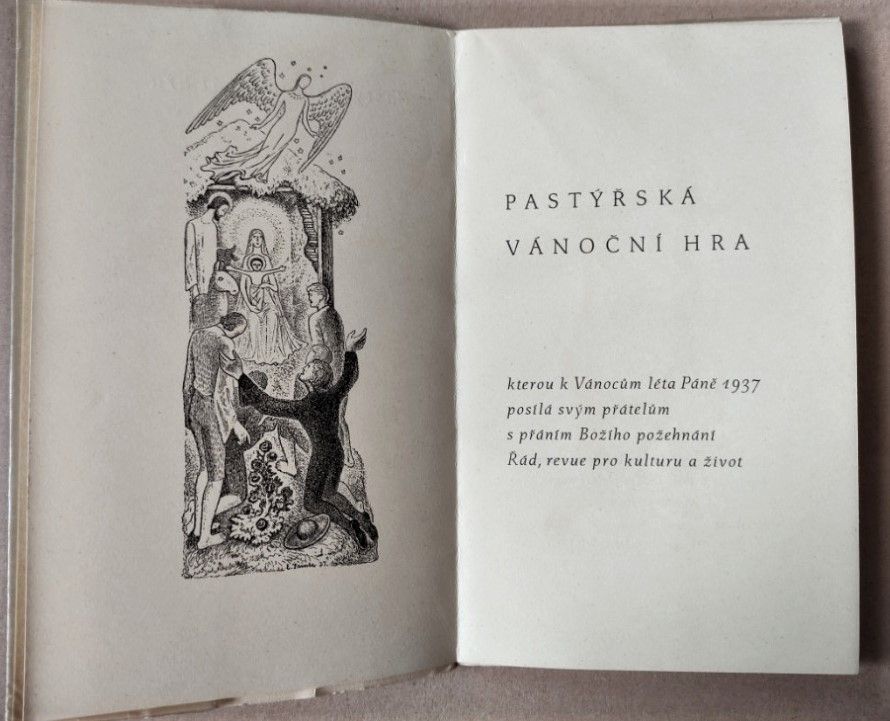 PASTÝŘSKÁ
VÁNOČNÍ HRA
kterou k Vánocům léta Páně 1937
posílá svým přátelům
s přáním Božího požehnání
Řád, revue pro kulturu a život